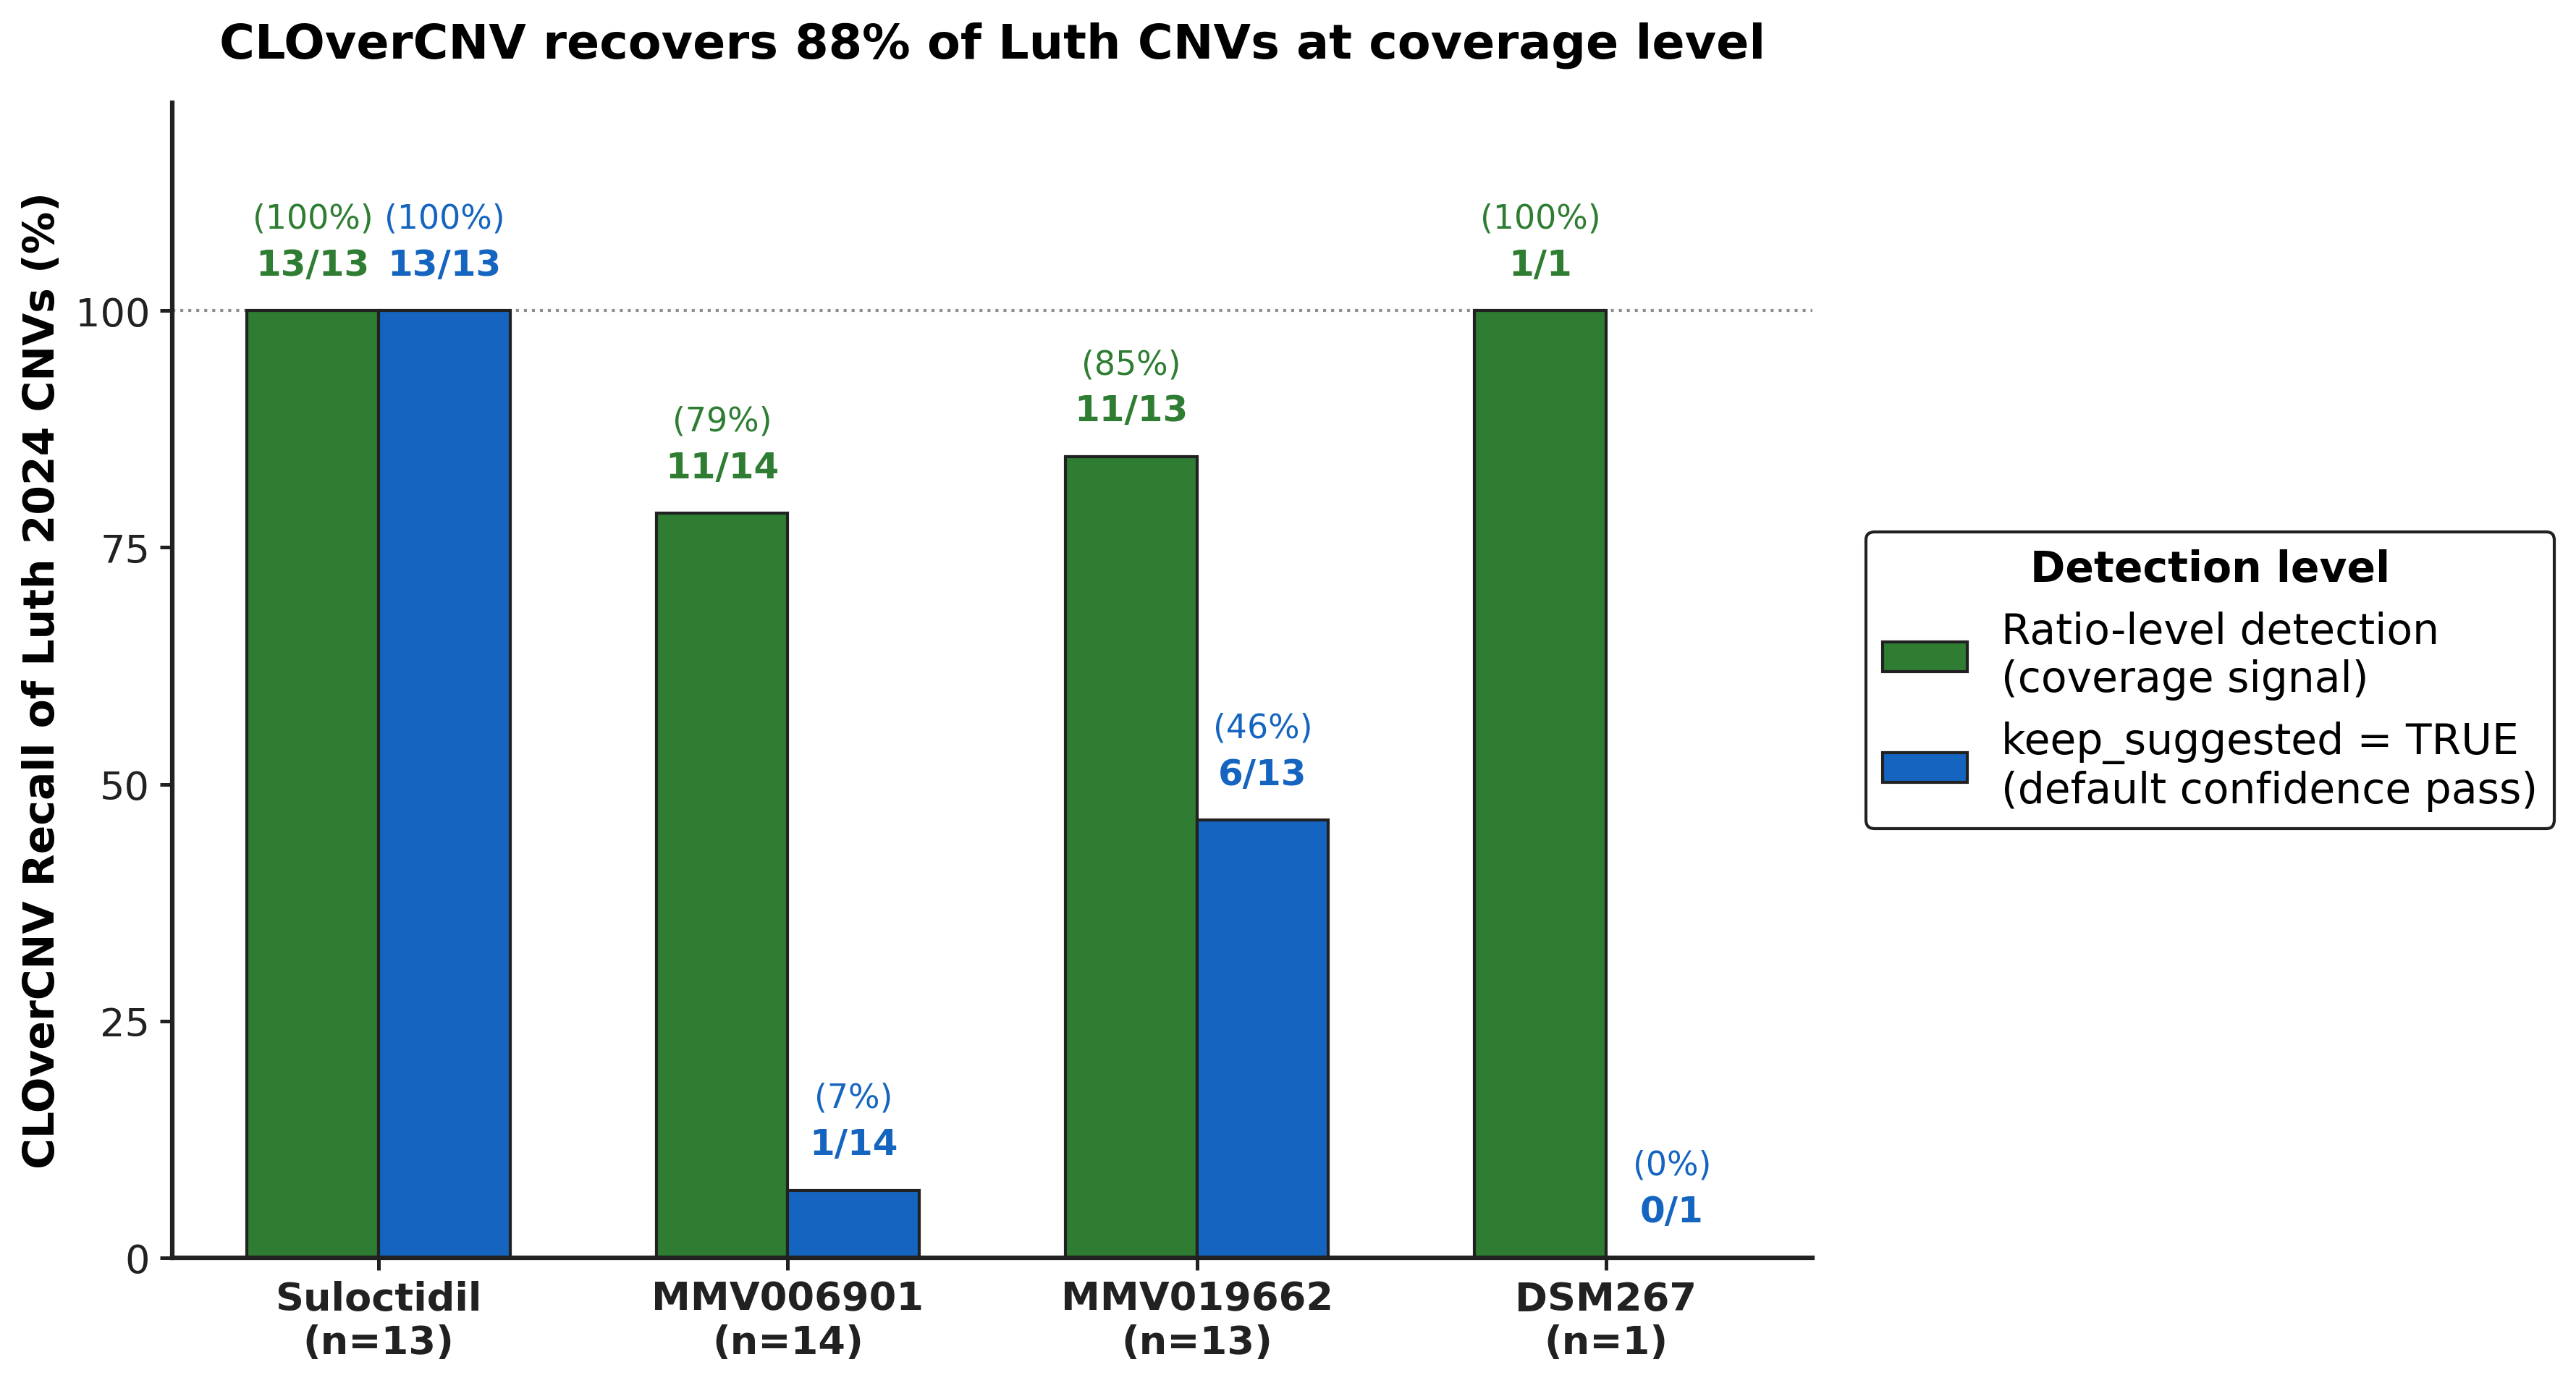 CLOverCNV recovers 88% of Luth CNVs at coverage level
CLOverCNV Recall of Luth 2024 CNVs (%)
100
75
50
25
0
(100%)
13/13
(100%)
13/13
(79%)
11/14
(7%)
1/14
(85%)
11/13
(46%)
6/13
(100%)
1/1
(0%)
0/1
Suloctidil
(n=13)
MMV006901
(n=14)
MMV019662
(n=13)
DSM267
(n=1)
Detection level
Ratio-level detection
(coverage signal)
keep_suggested = TRUE
(default confidence pass)